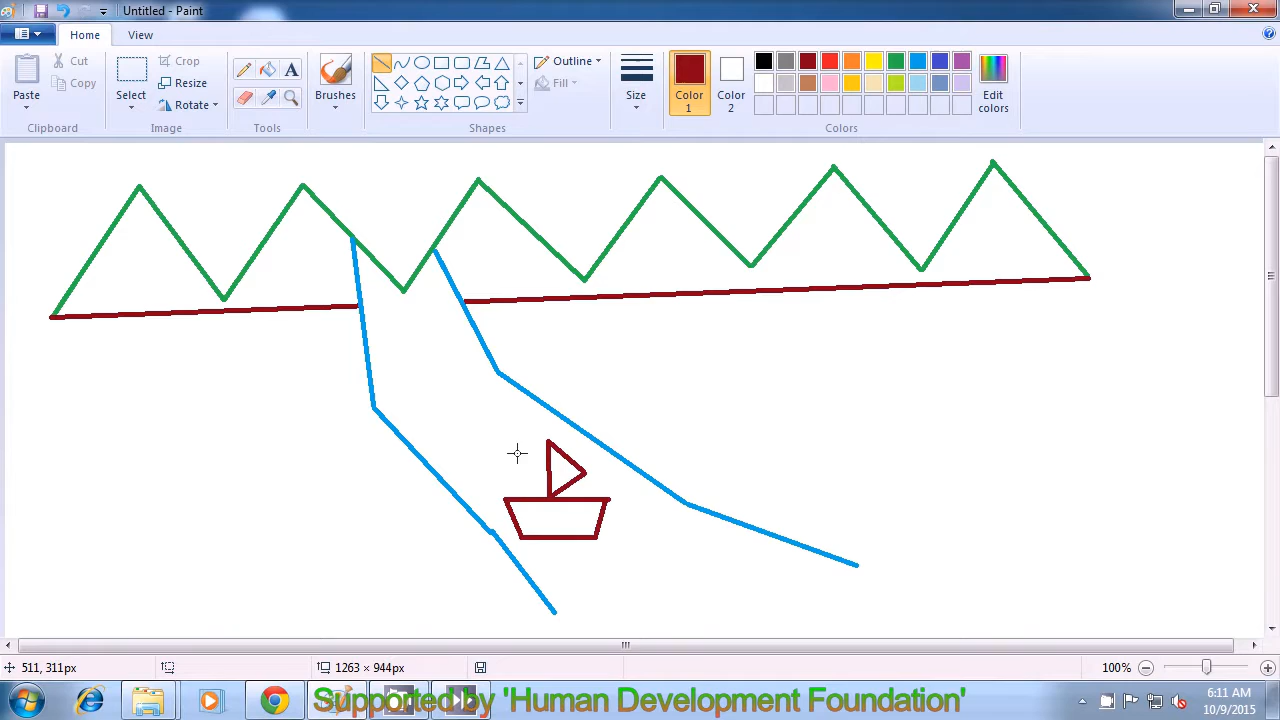 Untitled - Paint
Home
View
Paste
Cut
Copy
Clipboard
Select
Crop
Resize
Rotate
Image
A
Tools
Brushes
Outline
Fill
Shapes
Size
Color
1
Color
2
Edit
colors
Colors
511, 311px
1263 × 944px
100%
Supported by 'Human Development Foundation'
6:11 AM
10/9/2015